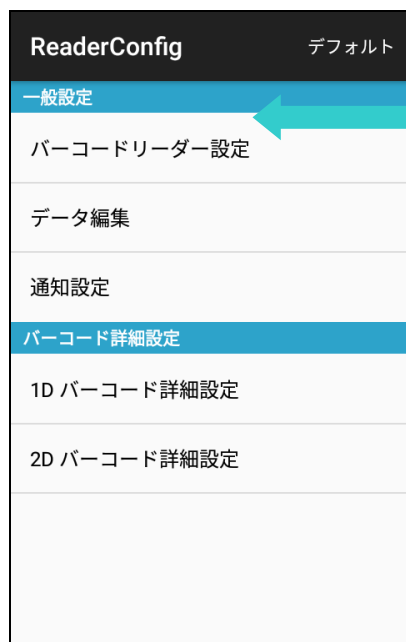 ReaderConfig デフォルト
一般設定
バーコードリーダー設定
データ編集
通知設定
バーコード詳細設定
1D バーコード詳細設定
2D バーコード詳細設定